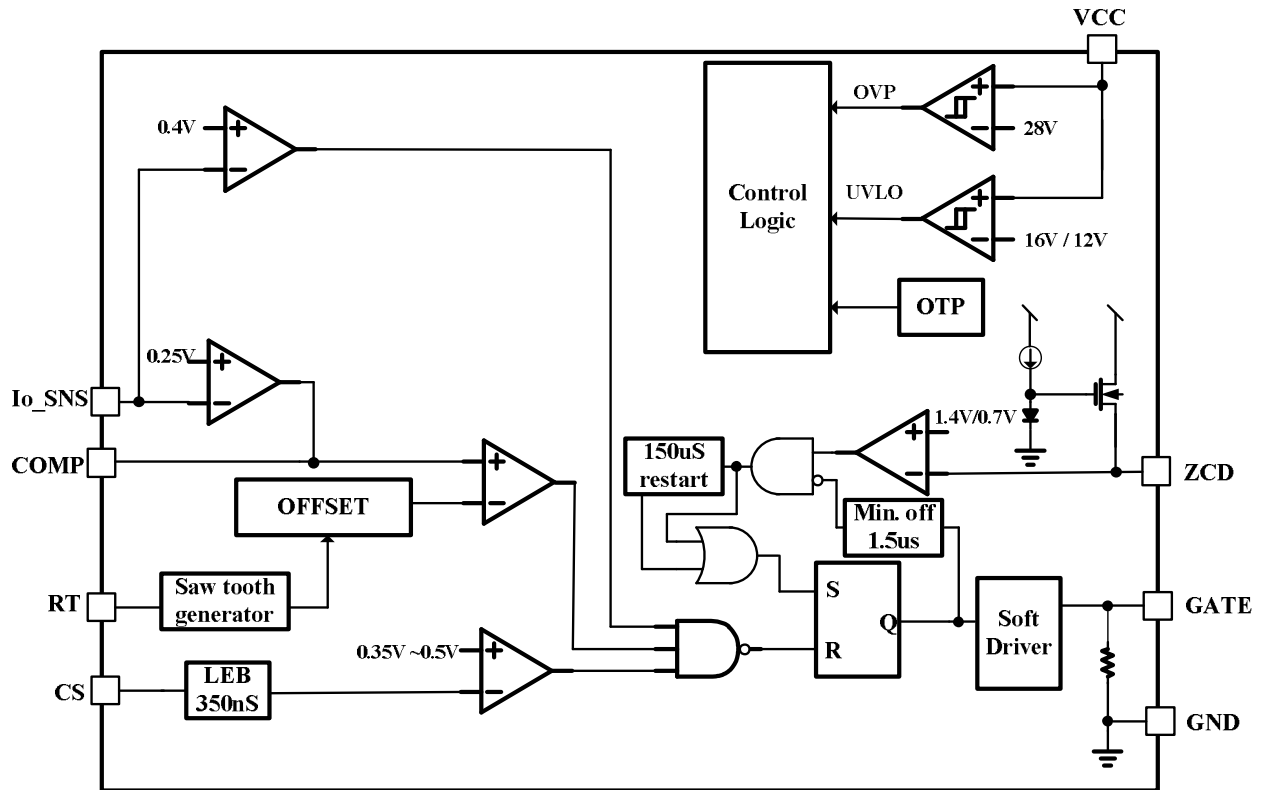 VCC
OVP
+
−
28V
0.4V
+
−
Control
Logic
UVLO
+
−
16V / 12V
OTP
0.25V
+
−
Io_SNS
1.4V/0.7V
+
−
150uS
restart
COMP
+
−
ZCD
OFFSET
Min. off
1.5us
Saw tooth
generator
RT
S
Q
R
Soft
Driver
GATE
0.35V ~0.5V
+
−
LEB
350nS
CS
GND